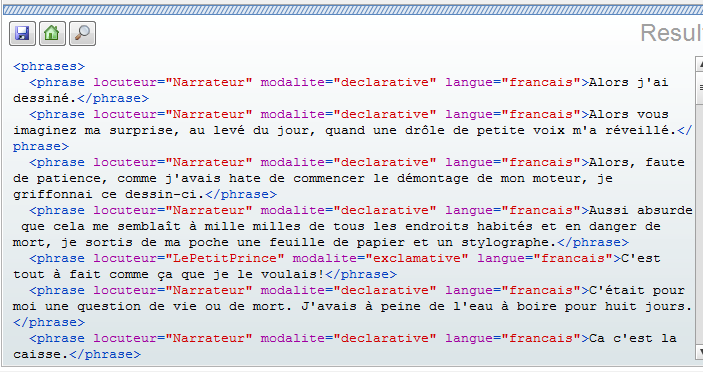 Resul
<phrases>
<phrase locuteur="Narrateur" modalite="declarative" langue="francais">Alors j'ai
dessiné.</phrase>
<phrase locuteur="Narrateur" modalite="declarative" langue="francais">Alors vous
imaginez ma surprise, au levé du jour, quand une drôle de petite voix m'a réveillé.</
phrase>
<phrase locuteur="Narrateur" modalite="declarative" langue="francais">Alors, faute
de patience, comme j'avais hate de commencer le démontage de mon moteur, je
griffonnai ce dessin-ci.</phrase>
<phrase locuteur="Narrateur" modalite="declarative" langue="francais">Aussi absurde
que cela me semblaît à mille milles de tous les endroits habités et en danger de
mort, je sortis de ma poche une feuille de papier et un stylographe.</phrase>
<phrase locuteur="LePetitPrince" modalite="exclamative" langue="francais">C'est
tout à fait comme ça que je le voulais!</phrase>
<phrase locuteur="Narrateur" modalite="declarative" langue="francais">C'était pour
moi une question de vie ou de mort. J'avais à peine de l'eau à boire pour huit jours.
</phrase>
<phrase locuteur="Narrateur" modalite="declarative" langue="francais">Ca c'est la
caisse.</phrase>